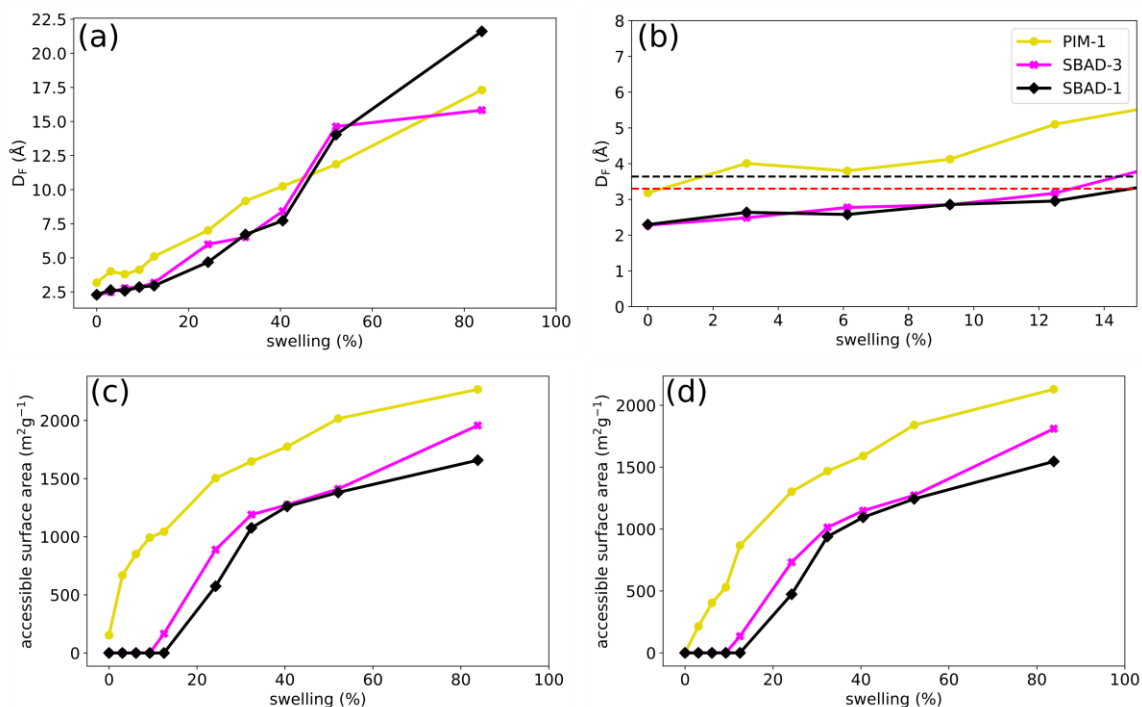 (a)
22.5
20.0
17.5
15.0
12.5
10.0
7.5
5.0
2.5
D_F (Å)
0 20 40 60 80 100
swelling (%)
(b)
8
7
6
5
4
3
2
1
0
D_F (Å)
PIM-1
SBAD-3
SBAD-1
0 2 4 6 8 10 12 14
swelling (%)
(c)
2000
1500
1000
500
0
accessible surface area (m²g⁻¹)
0 20 40 60 80 100
swelling (%)
(d)
2000
1500
1000
500
0
accessible surface area (m²g⁻¹)
0 20 40 60 80 100
swelling (%)